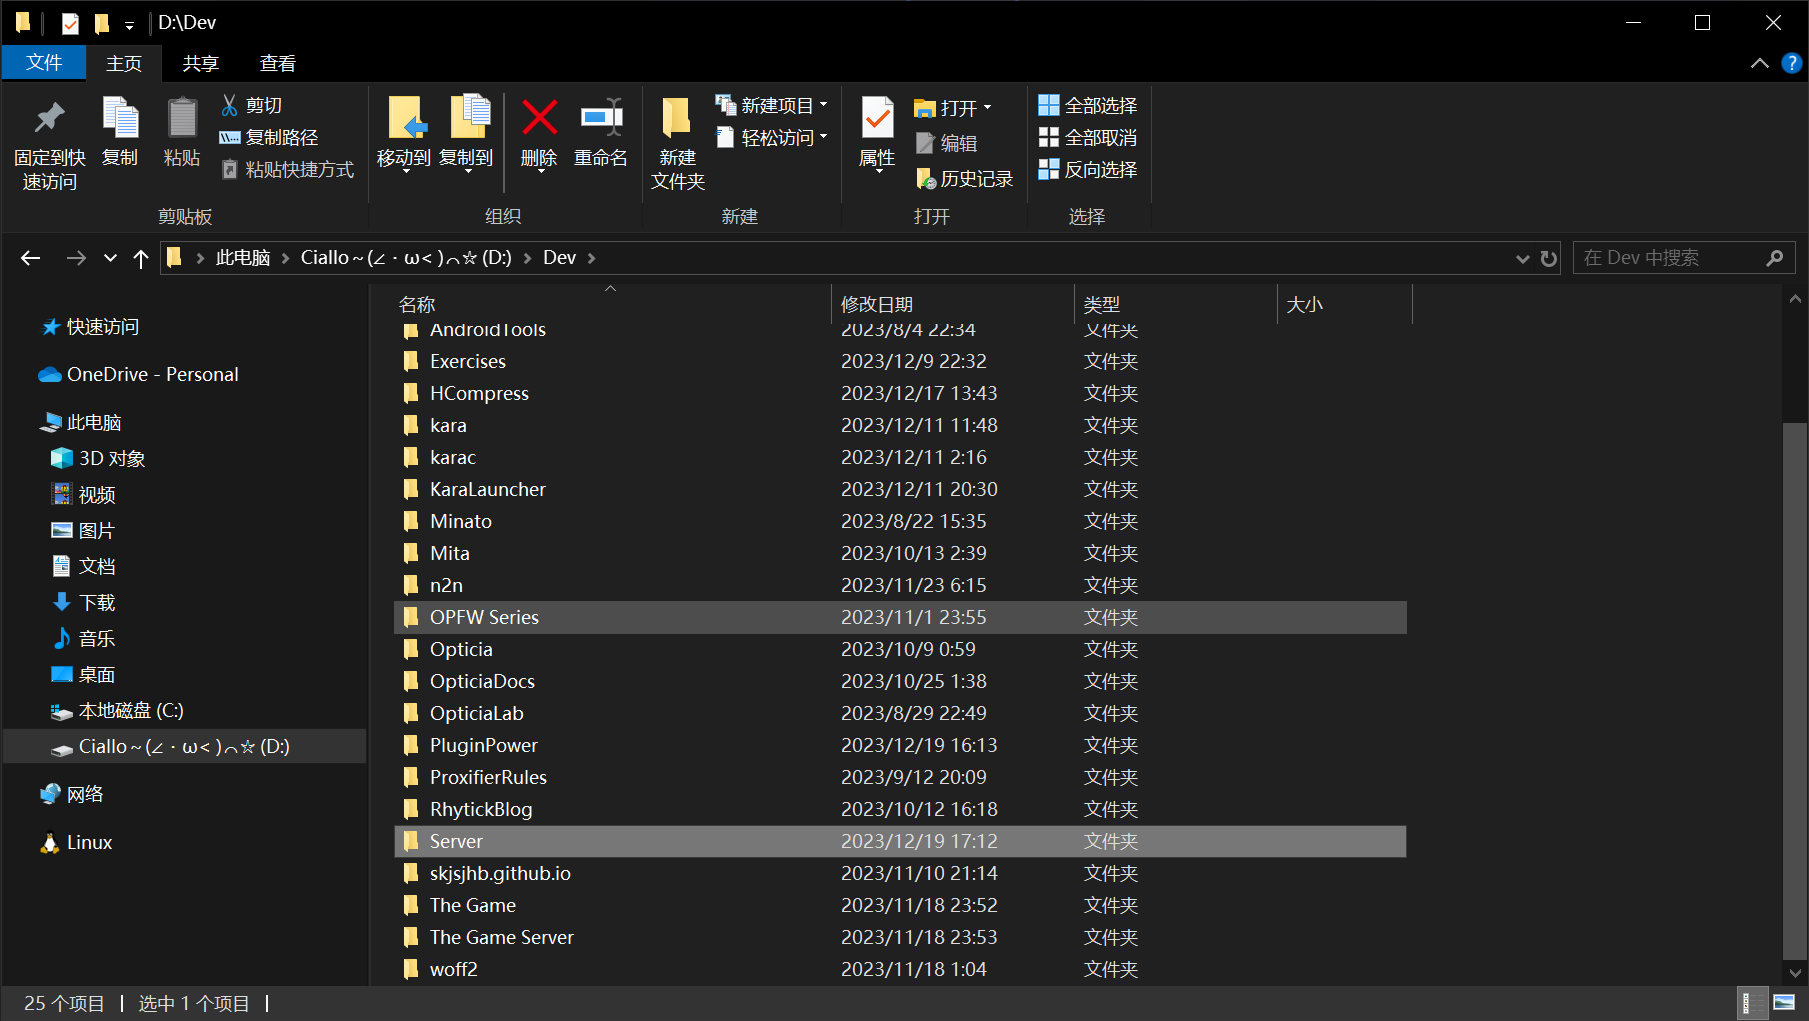 D:\Dev
文件 主页 共享 查看
固定到快速访问
复制
粘贴
剪切
复制路径
粘贴快捷方式
剪贴板
移动到
复制到
删除
重命名
组织
新建文件夹
新建项目
轻松访问
新建
属性
打开
编辑
历史记录
打开
全部选择
全部取消
反向选择
选择
此电脑 Ciallo～(∠・ω< )⌒☆ (D:) Dev
在 Dev 中搜索
快速访问
OneDrive - Personal
此电脑
3D 对象
视频
图片
文档
下载
音乐
桌面
本地磁盘 (C:)
Ciallo～(∠・ω< )⌒☆ (D:)
网络
Linux
名称 修改日期 类型 大小
AndroidTools 2023/8/4 22:34 文件夹
Exercises 2023/12/9 22:32 文件夹
HCompress 2023/12/17 13:43 文件夹
kara 2023/12/11 11:48 文件夹
karac 2023/12/11 2:16 文件夹
KaraLauncher 2023/12/11 20:30 文件夹
Minato 2023/8/22 15:35 文件夹
Mita 2023/10/13 2:39 文件夹
n2n 2023/11/23 6:15 文件夹
OPFW Series 2023/11/1 23:55 文件夹
Opticia 2023/10/9 0:59 文件夹
OpticiaDocs 2023/10/25 1:38 文件夹
OpticiaLab 2023/8/29 22:49 文件夹
PluginPower 2023/12/19 16:13 文件夹
ProxifierRules 2023/9/12 20:09 文件夹
RhytickBlog 2023/10/12 16:18 文件夹
Server 2023/12/19 17:12 文件夹
skjsjhb.github.io 2023/11/10 21:14 文件夹
The Game 2023/11/18 23:52 文件夹
The Game Server 2023/11/18 23:53 文件夹
woff2 2023/11/18 1:04 文件夹
25 个项目 选中 1 个项目